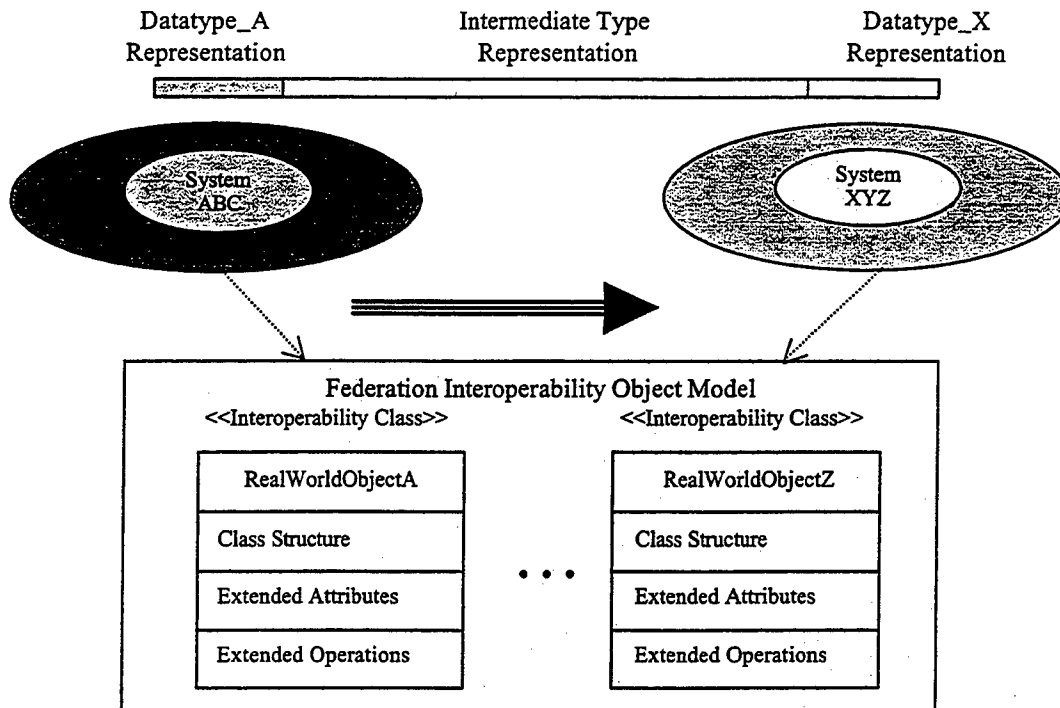 Datatype_A
Representation
Intermediate Type
Representation
Datatype_X
Representation
System
ABC
System
XYZ
Federation Interoperability Object Model
<<Interoperability Class>>
<<Interoperability Class>>
RealWorldObjectA
Class Structure
Extended Attributes
Extended Operations
• • •
RealWorldObjectZ
Class Structure
Extended Attributes
Extended Operations